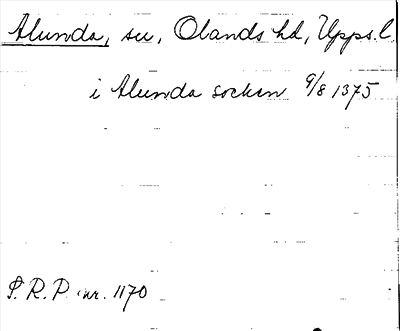 Alunda, sn, Olands hd, Upps. l.
i Alunda socken 9/8 1375
S. R. P. nr. 1170